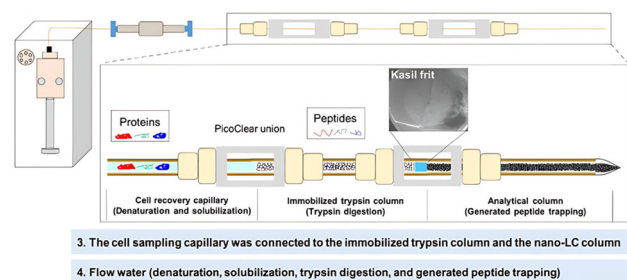 Kasil frit
Proteins
PicoClear union
Peptides
Cell recovery capillary
(Denaturation and solubilization)
Immobilized trypsin column
(Trypsin digestion)
Analytical column
(Generated peptide trapping)
3. The cell sampling capillary was connected to the immobilized trypsin column and the nano-LC column
4. Flow water (denaturation, solubilization, trypsin digestion, and generated peptide trapping)